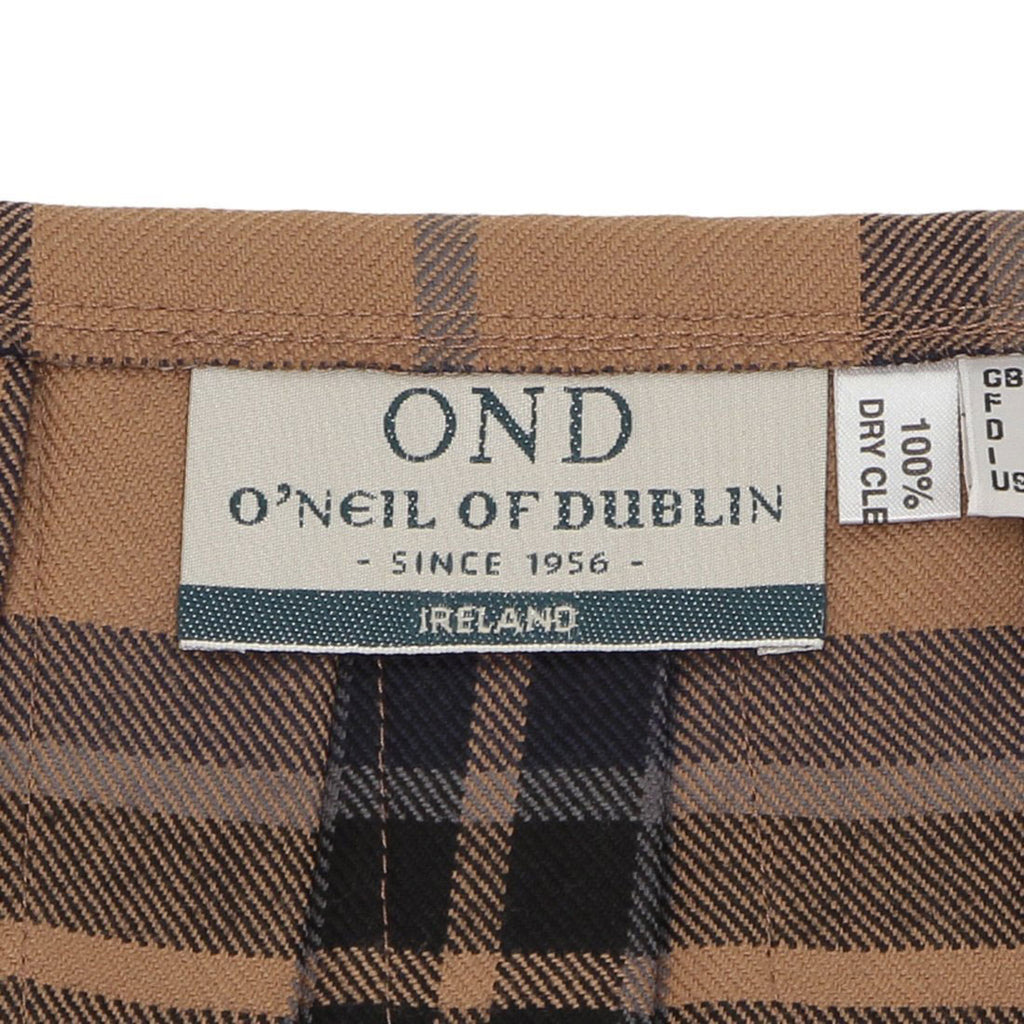 OND
O'NEIL OF DUBLIN
- SINCE 1956 -
IRELAND
100%
DRY CLE
GB
F
D
I
US